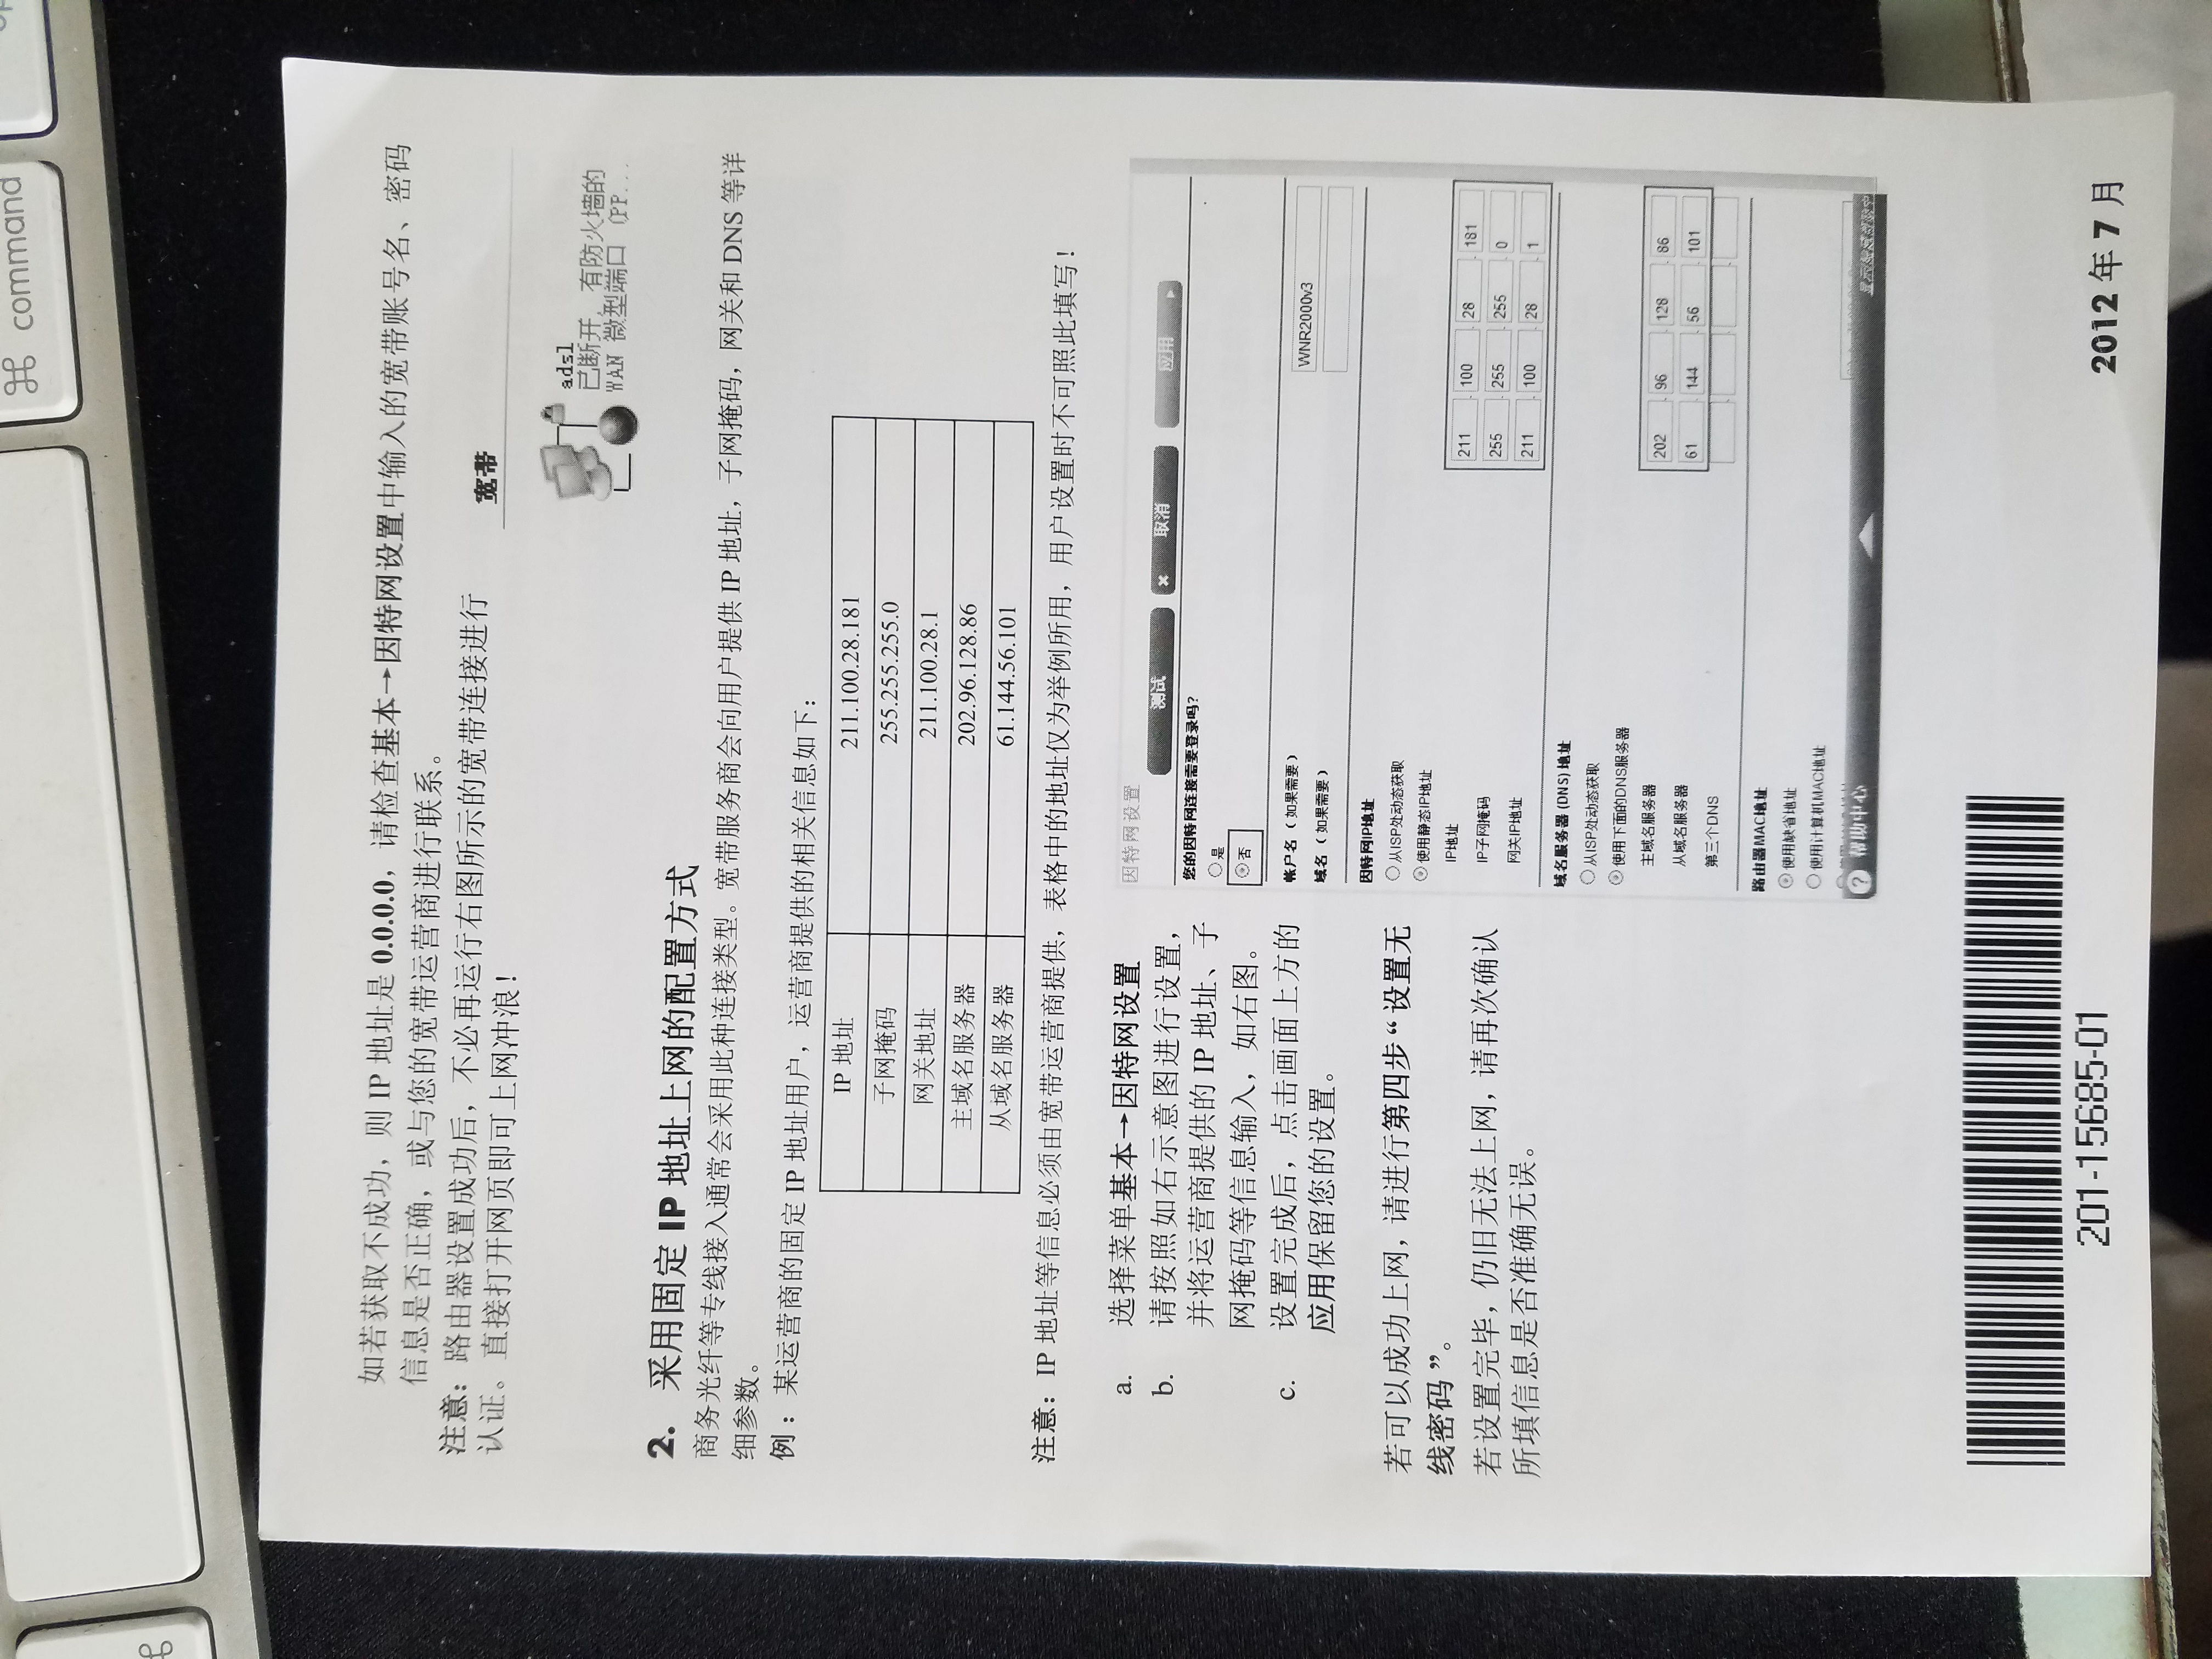 ⌘ command
⌘
如若获取不成功，则 IP 地址是 0.0.0.0，请检查基本→因特网设置中输入的宽带账号名、密码
信息是否正确，或与您的宽带运营商进行联系。
注意：路由器设置成功后，不必再运行右图所示的宽带连接进行
认证。直接打开网页即可上网冲浪！
宽带
adsl
已断开，有防火墙的
WAN 微型端口 (PP...
2. 采用固定 IP 地址上网的配置方式
商务光纤等专线接入通常会采用此种连接类型。宽带服务商会向用户提供 IP 地址，子网掩码，网关和 DNS 等详
细参数。
例：某运营商的固定 IP 地址用户，运营商提供的相关信息如下：
IP 地址 211.100.28.181
子网掩码 255.255.255.0
网关地址 211.100.28.1
主域名服务器 202.96.128.86
从域名服务器 61.144.56.101
注意：IP 地址等信息必须由宽带运营商提供，表格中的地址仅为举例所用，用户设置时不可照此填写！
a. 选择菜单基本→因特网设置
b. 请按照如右示意图进行设置，
并将运营商提供的 IP 地址、子
网掩码等信息输入，如右图。
c. 设置完成后，点击画面上方的
应用保留您的设置。
若可以成功上网，请进行第四步“设置无
线密码”。
若设置完毕，仍旧无法上网，请再次确认
所填信息是否准确无误。
因特网设置
测试 × 取消 应用
您的因特网连接需要登录吗？
是
否
帐户名（如果需要） WNR2000v3
域名（如果需要）
因特网IP地址
从ISP处动态获取
使用静态IP地址
IP地址 211 . 100 . 28 . 181
IP子网掩码 255 . 255 . 255 . 0
网关IP地址 211 . 100 . 28 . 1
域名服务器 (DNS) 地址
从ISP处动态获取
使用下面的DNS服务器
主域名服务器 202 . 96 . 128 . 86
从域名服务器 61 . 144 . 56 . 101
第三个DNS
路由器MAC地址
使用缺省地址
使用计算机MAC地址
? 帮助中心
201-15685-01
2012 年 7 月